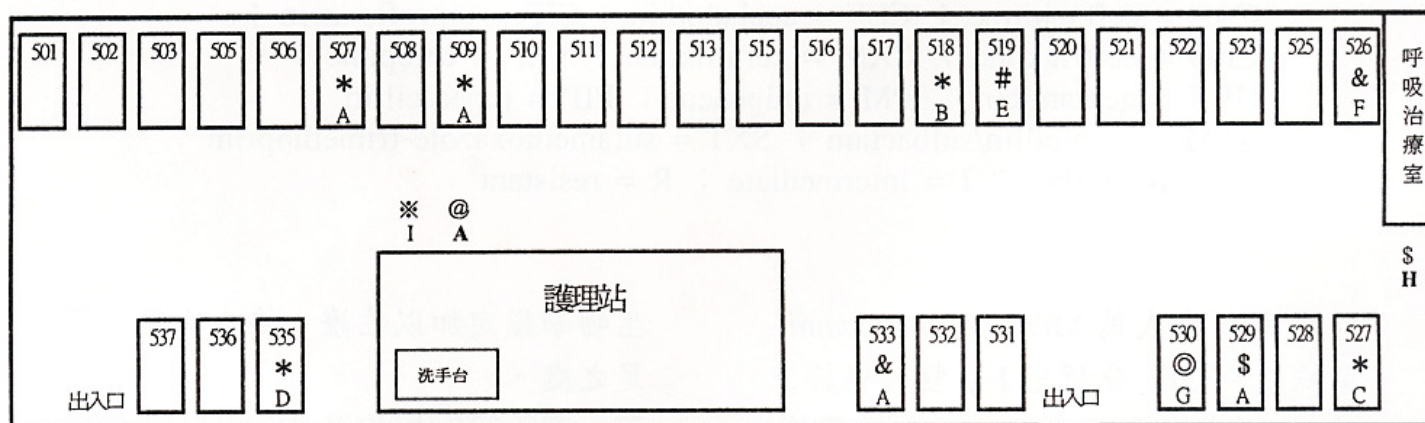 501 502 503 505 506 507 508 509 510 511 512 513 515 516 517 518 519 520 521 522 523 525 526
* * * # &
A A B E F
呼吸治療室
※ @
I A
$
H
護理站
洗手台
537 536 535 533 532 531 530 529 528 527
* & ◎ $ *
D A G A C
出入口 出入口